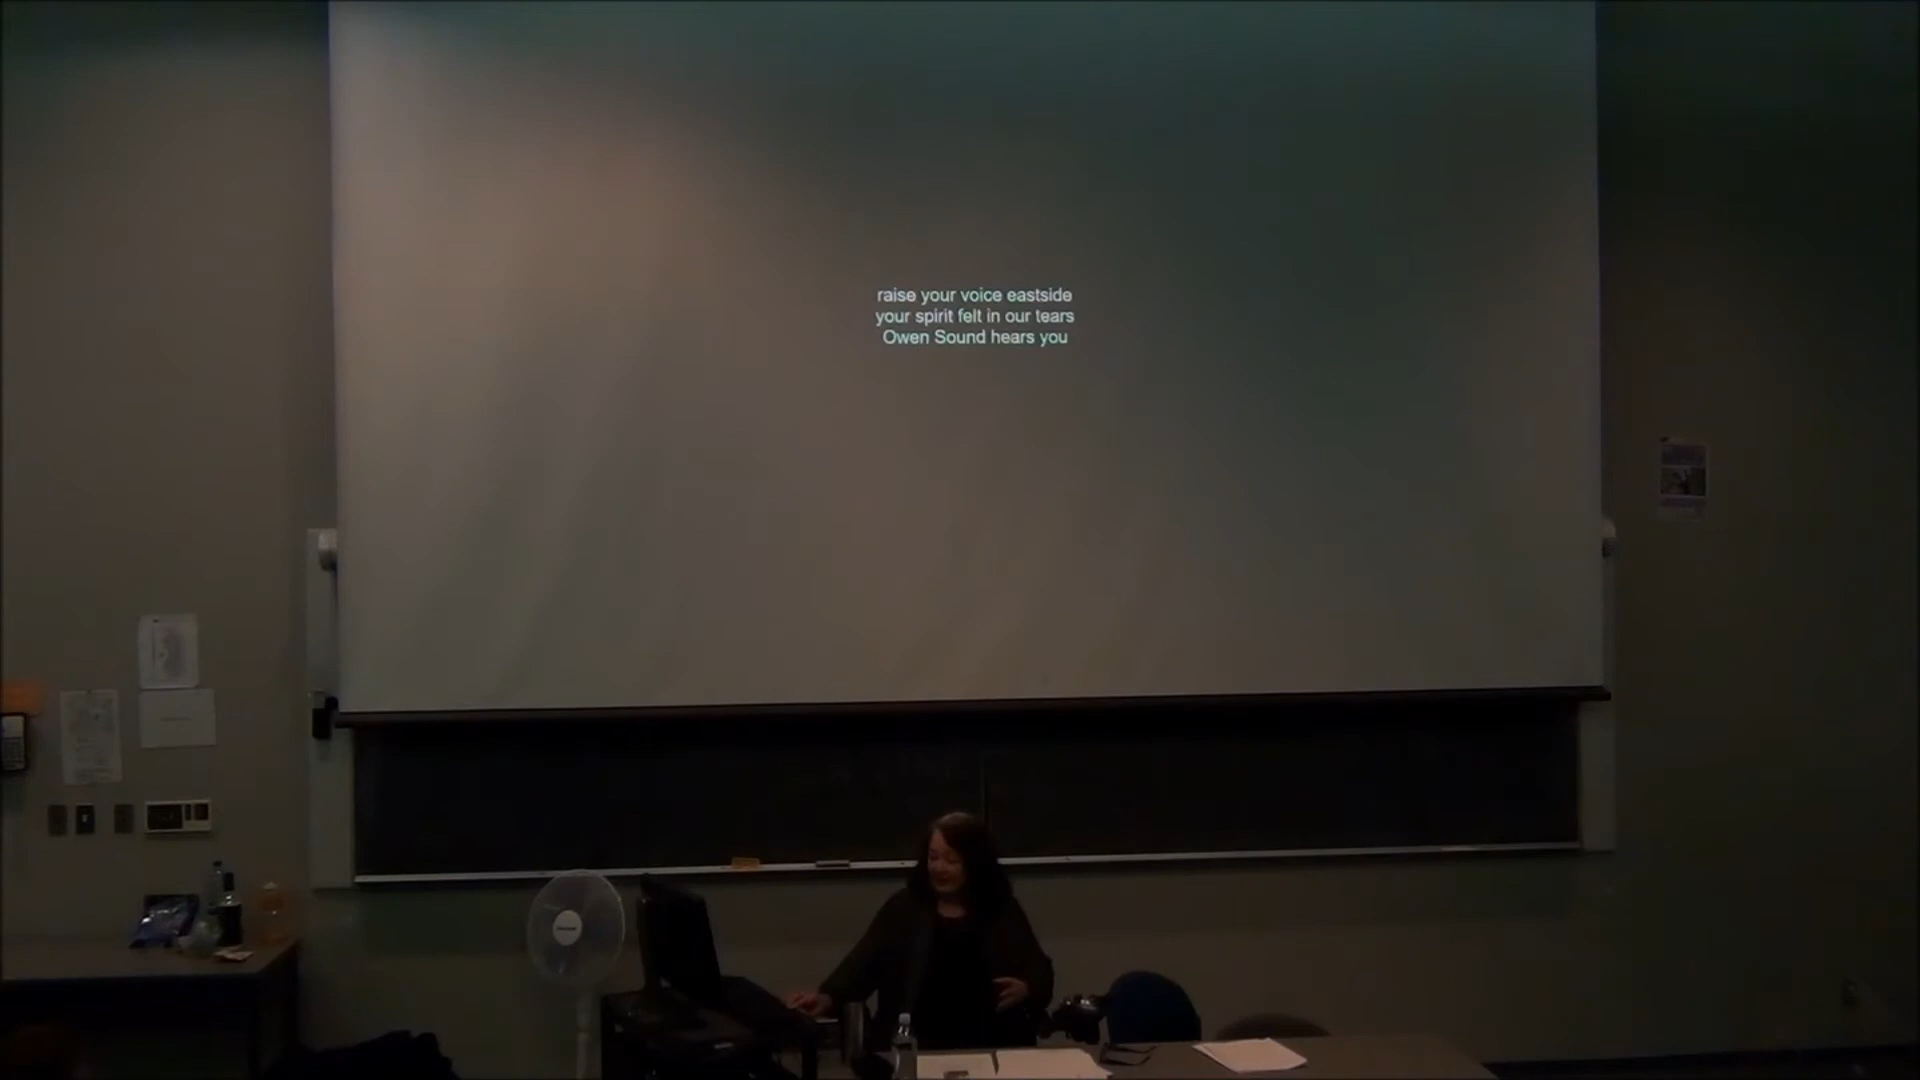 raise your voice eastside
your spirit felt in our tears
Owen Sound hears you